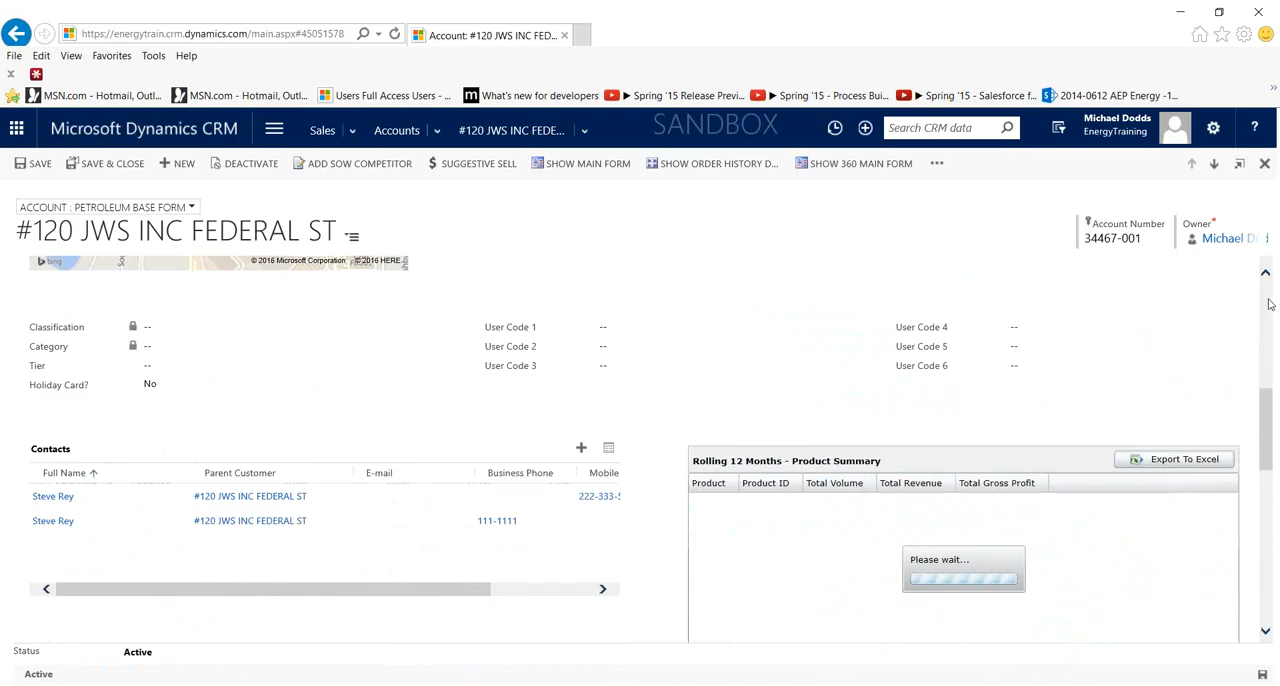 https://energytrain.crm.dynamics.com/main.aspx#45051578
Account: #120 JWS INC FED...
File Edit View Favorites Tools Help
x
MSN.com - Hotmail, Outl...
MSN.com - Hotmail, Outl...
Users Full Access Users - ...
m What's new for developers
▶ Spring '15 Release Previ...
▶ Spring '15 - Process Bui...
▶ Spring '15 - Salesforce f...
2014-0612 AEP Energy -1...
»
Microsoft Dynamics CRM
Sales
Accounts
#120 JWS INC FEDE...
SANDBOX
Search CRM data
Michael Dodds
EnergyTraining
?
SAVE
SAVE & CLOSE
+ NEW
DEACTIVATE
ADD SOW COMPETITOR
$ SUGGESTIVE SELL
SHOW MAIN FORM
SHOW ORDER HISTORY D...
SHOW 360 MAIN FORM
•••
ACCOUNT : PETROLEUM BASE FORM
#120 JWS INC FEDERAL ST
Account Number
34467-001
Owner*
Michael Do
bing
© 2016 Microsoft Corporation
© 2016 HERE
Classification --
Category --
Tier --
Holiday Card? No
User Code 1 --
User Code 2 --
User Code 3 --
User Code 4 --
User Code 5 --
User Code 6 --
Contacts
Full Name Parent Customer E-mail Business Phone Mobile
Steve Rey #120 JWS INC FEDERAL ST 222-333-5
Steve Rey #120 JWS INC FEDERAL ST 111-1111
Rolling 12 Months - Product Summary
Export To Excel
Product Product ID Total Volume Total Revenue Total Gross Profit
Please wait...
Status Active
Active